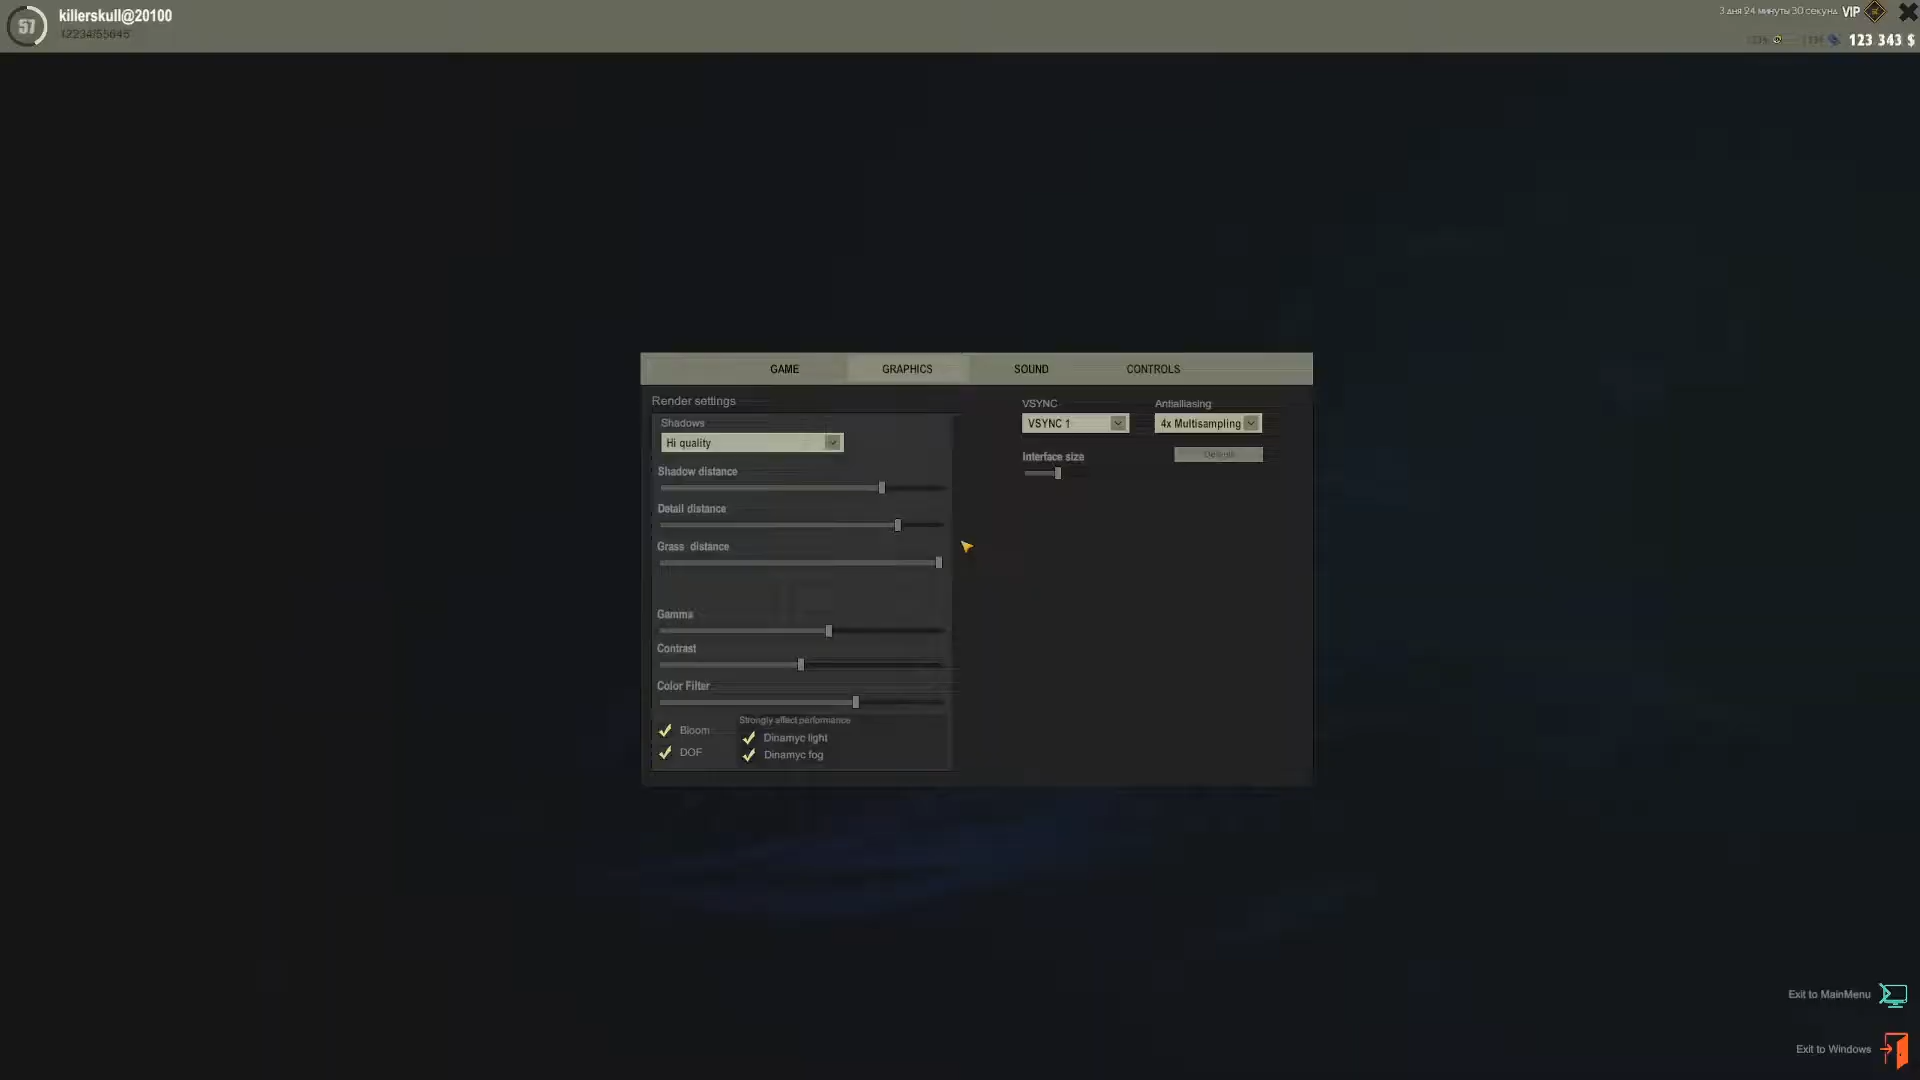 57
killerskull@20100
12234/55645
3 дня 24 минуты 30 секунд VIP
123 343 $
GAME
GRAPHICS
SOUND
CONTROLS
Render settings
Shadows
Hi quality
Shadow distance
Detail distance
Grass distance
Gamma
Contrast
Color Filter
Bloom
DOF
Strongly affect performance
Dinamyc light
Dinamyc fog
VSYNC
VSYNC 1
Antialliasing
4x Multisampling
Interface size
Exit to MainMenu
Exit to Windows